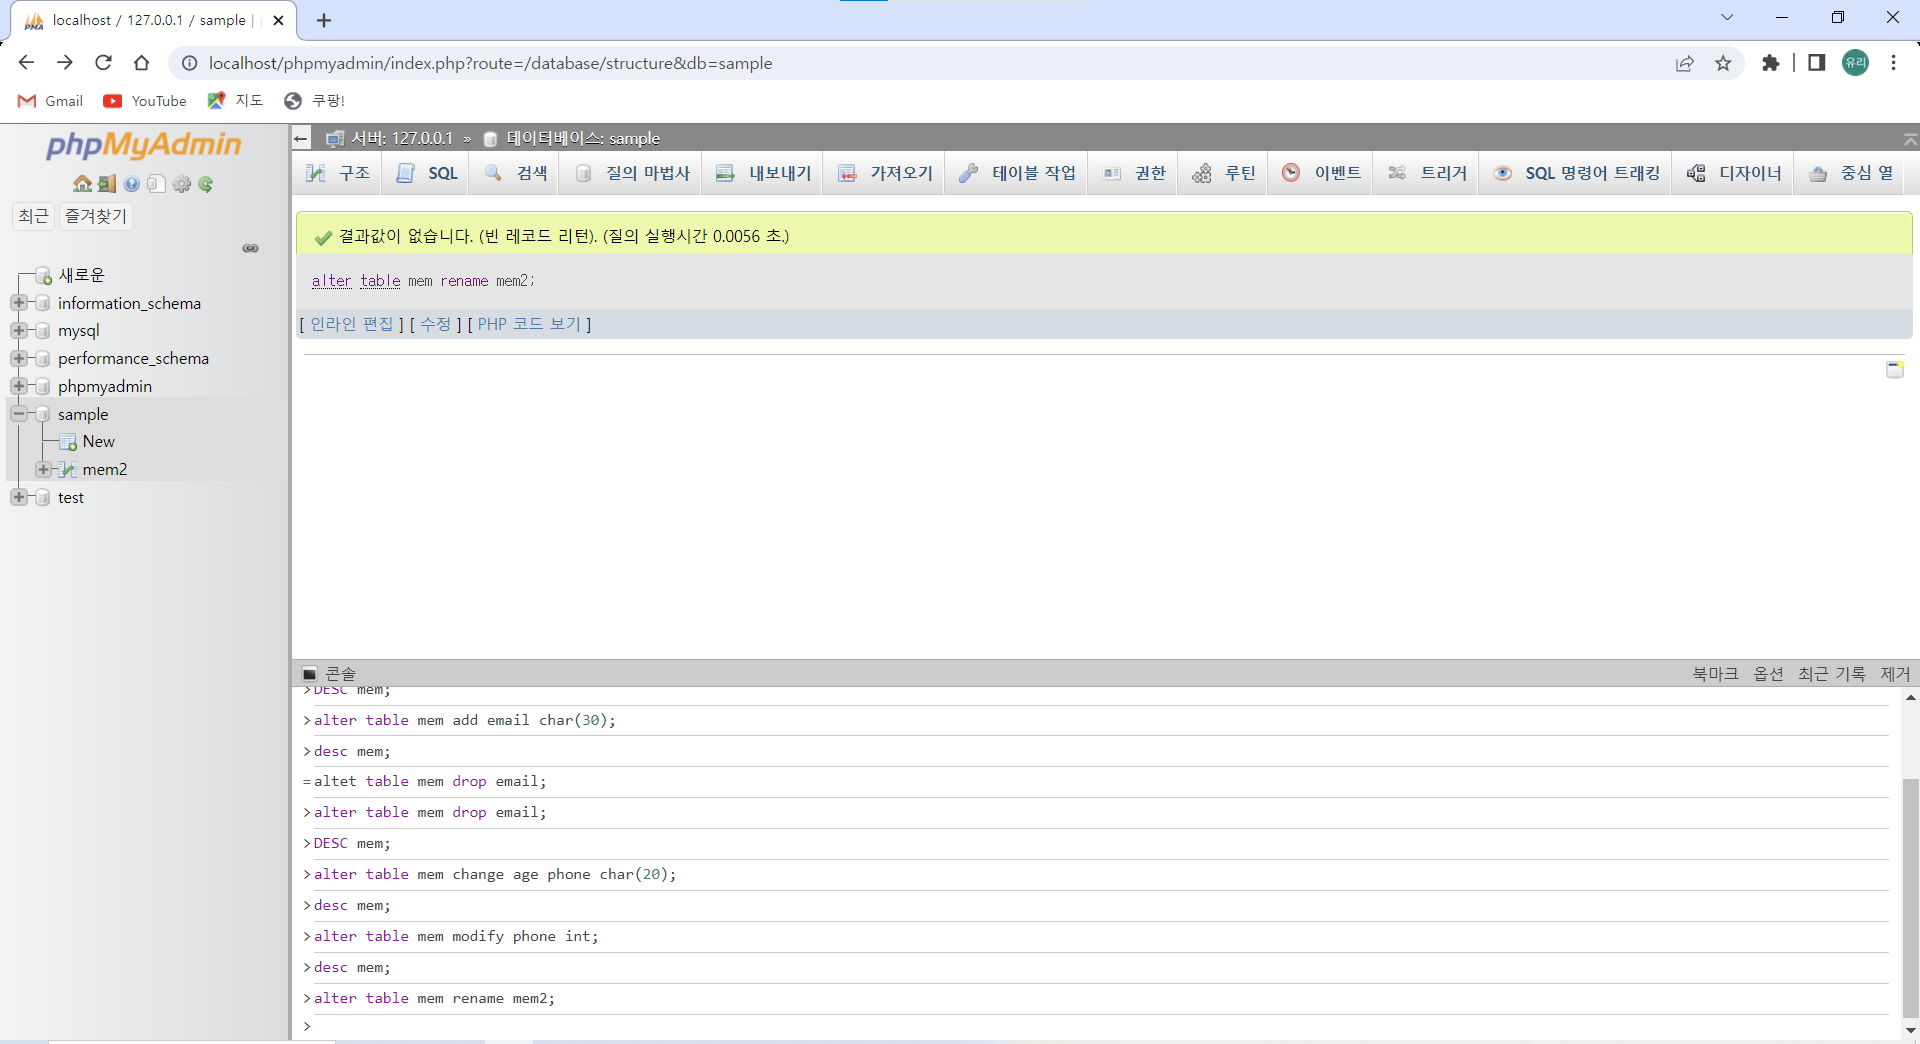 localhost / 127.0.0.1 / sample |
localhost/phpmyadmin/index.php?route=/database/structure&db=sample
유리
Gmail
YouTube
지도
쿠팡!
phpMyAdmin
최근
즐겨찾기
새로운
information_schema
mysql
performance_schema
phpmyadmin
sample
New
mem2
test
서버: 127.0.0.1 » 데이터베이스: sample
구조
SQL
검색
질의 마법사
내보내기
가져오기
테이블 작업
권한
루틴
이벤트
트리거
SQL 명령어 트래킹
디자이너
중심 열
결과값이 없습니다. (빈 레코드 리턴). (질의 실행시간 0.0056 초.)
alter table mem rename mem2;
[ 인라인 편집 ] [ 수정 ] [ PHP 코드 보기 ]
콘솔
북마크 옵션 최근 기록 제거
>DESC mem;
>alter table mem add email char(30);
>desc mem;
=altet table mem drop email;
>alter table mem drop email;
>DESC mem;
>alter table mem change age phone char(20);
>desc mem;
>alter table mem modify phone int;
>desc mem;
>alter table mem rename mem2;
>